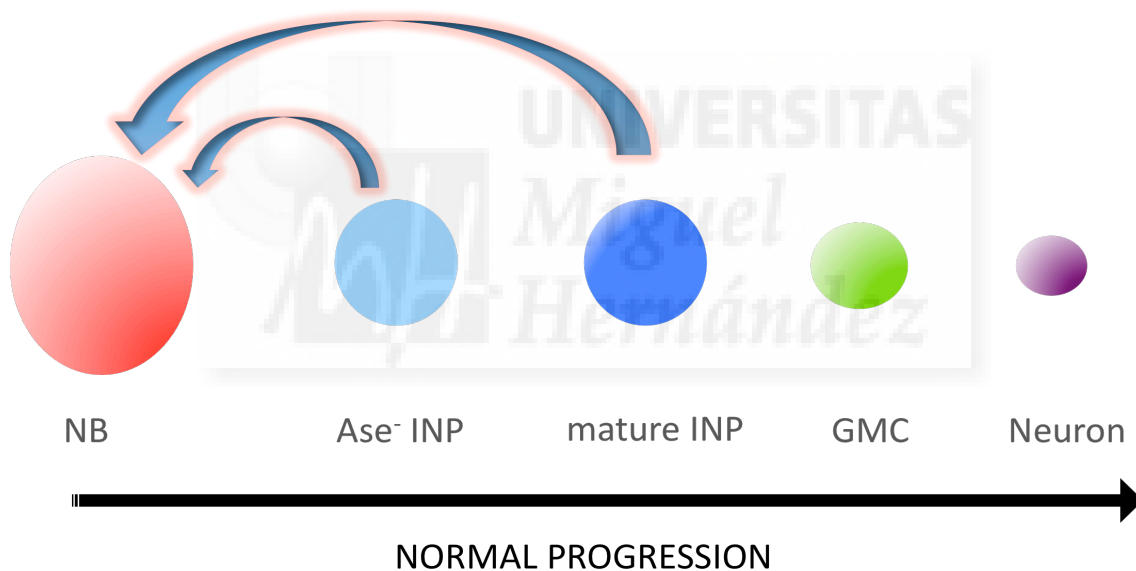 UNIVERSITAS
Miguel
Hernández
NB
Ase⁻ INP
mature INP
GMC
Neuron
NORMAL PROGRESSION